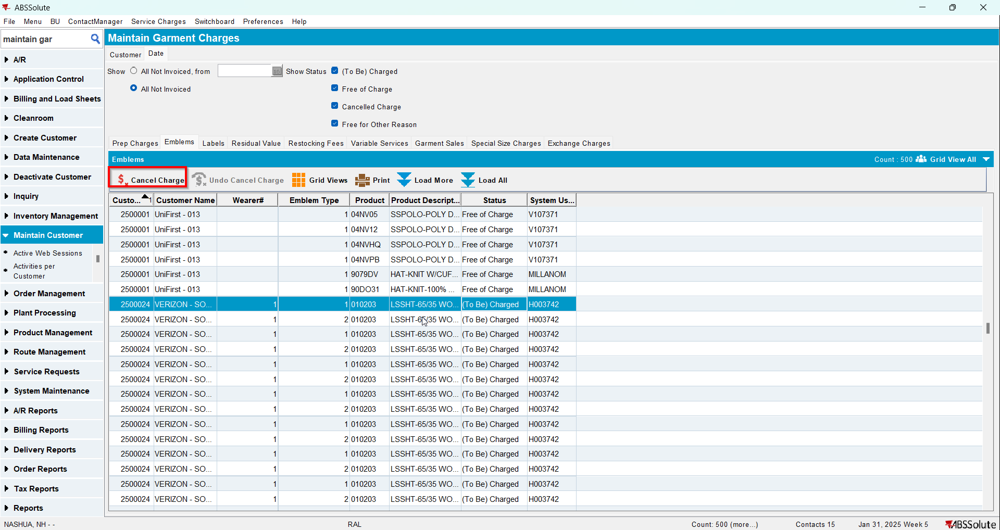 ABSSolute
File Menu BU ContactManager Service Charges Switchboard Preferences Help
maintain gar
A/R
Application Control
Billing and Load Sheets
Cleanroom
Create Customer
Data Maintenance
Deactivate Customer
Inquiry
Inventory Management
Maintain Customer
Active Web Sessions
Activities per
Customer
Order Management
Plant Processing
Product Management
Route Management
Service Requests
System Maintenance
A/R Reports
Billing Reports
Delivery Reports
Order Reports
Tax Reports
Reports
Maintain Garment Charges
Customer Date
Show All Not Invoiced, from 15 Show Status (To Be) Charged
All Not Invoiced Free of Charge
Cancelled Charge
Free for Other Reason
Prep Charges Emblems Labels Residual Value Restocking Fees Variable Services Garment Sales Special Size Charges Exchange Charges
Emblems Count : 500 Grid View All
Cancel Charge Undo Cancel Charge Grid Views Print Load More Load All
Custo... 1 Customer Name Wearer# Emblem Type Product Product Descript... Status System Us...
2500001 UniFirst - 013 1 04NV05 SSPOLO-POLY D... Free of Charge V107371
2500001 UniFirst - 013 1 04NV12 SSPOLO-POLY D... Free of Charge V107371
2500001 UniFirst - 013 1 04NVHQ SSPOLO-POLY D... Free of Charge V107371
2500001 UniFirst - 013 1 04NVPB SSPOLO-POLY D... Free of Charge V107371
2500001 UniFirst - 013 1 9079DV HAT-KNIT W/CUF... Free of Charge MILLANOM
2500001 UniFirst - 013 1 90DO31 HAT-KNIT-100% ... Free of Charge MILLANOM
2500024 VERIZON - SO... 1 1 010203 LSSHT-65/35 WO... (To Be) Charged H003742
2500024 VERIZON - SO... 1 2 010203 LSSHT-65/35 WO... (To Be) Charged H003742
2500024 VERIZON - SO... 1 1 010203 LSSHT-65/35 WO... (To Be) Charged H003742
2500024 VERIZON - SO... 1 2 010203 LSSHT-65/35 WO... (To Be) Charged H003742
2500024 VERIZON - SO... 1 1 010203 LSSHT-65/35 WO... (To Be) Charged H003742
2500024 VERIZON - SO... 1 2 010203 LSSHT-65/35 WO... (To Be) Charged H003742
2500024 VERIZON - SO... 1 1 010203 LSSHT-65/35 WO... (To Be) Charged H003742
2500024 VERIZON - SO... 1 2 010203 LSSHT-65/35 WO... (To Be) Charged H003742
2500024 VERIZON - SO... 1 1 010203 LSSHT-65/35 WO... (To Be) Charged H003742
2500024 VERIZON - SO... 1 2 010203 LSSHT-65/35 WO... (To Be) Charged H003742
2500024 VERIZON - SO... 1 1 010203 LSSHT-65/35 WO... (To Be) Charged H003742
2500024 VERIZON - SO... 1 2 010203 LSSHT-65/35 WO... (To Be) Charged H003742
2500024 VERIZON - SO... 1 1 010203 LSSHT-65/35 WO... (To Be) Charged H003742
2500024 VERIZON - SO... 1 2 010203 LSSHT-65/35 WO... (To Be) Charged H003742
NASHUA, NH - - RAL Count: 500 (more...) Contacts 15 Jan 31, 2025 Week 5 ABSSolute